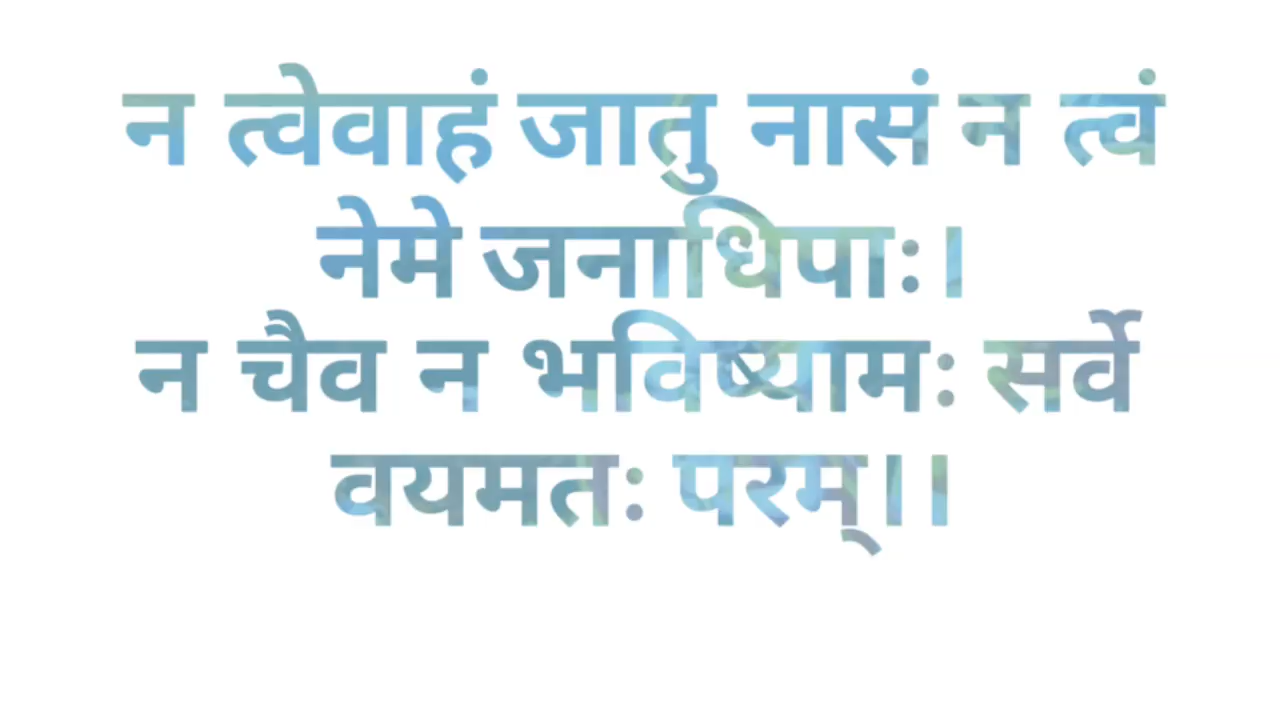 न त्वेवाहं जातु नासं न त्वं
नेमे जनाधिपाः।
न चैव न भविष्यामः सर्वे
वयमतः परम्।।